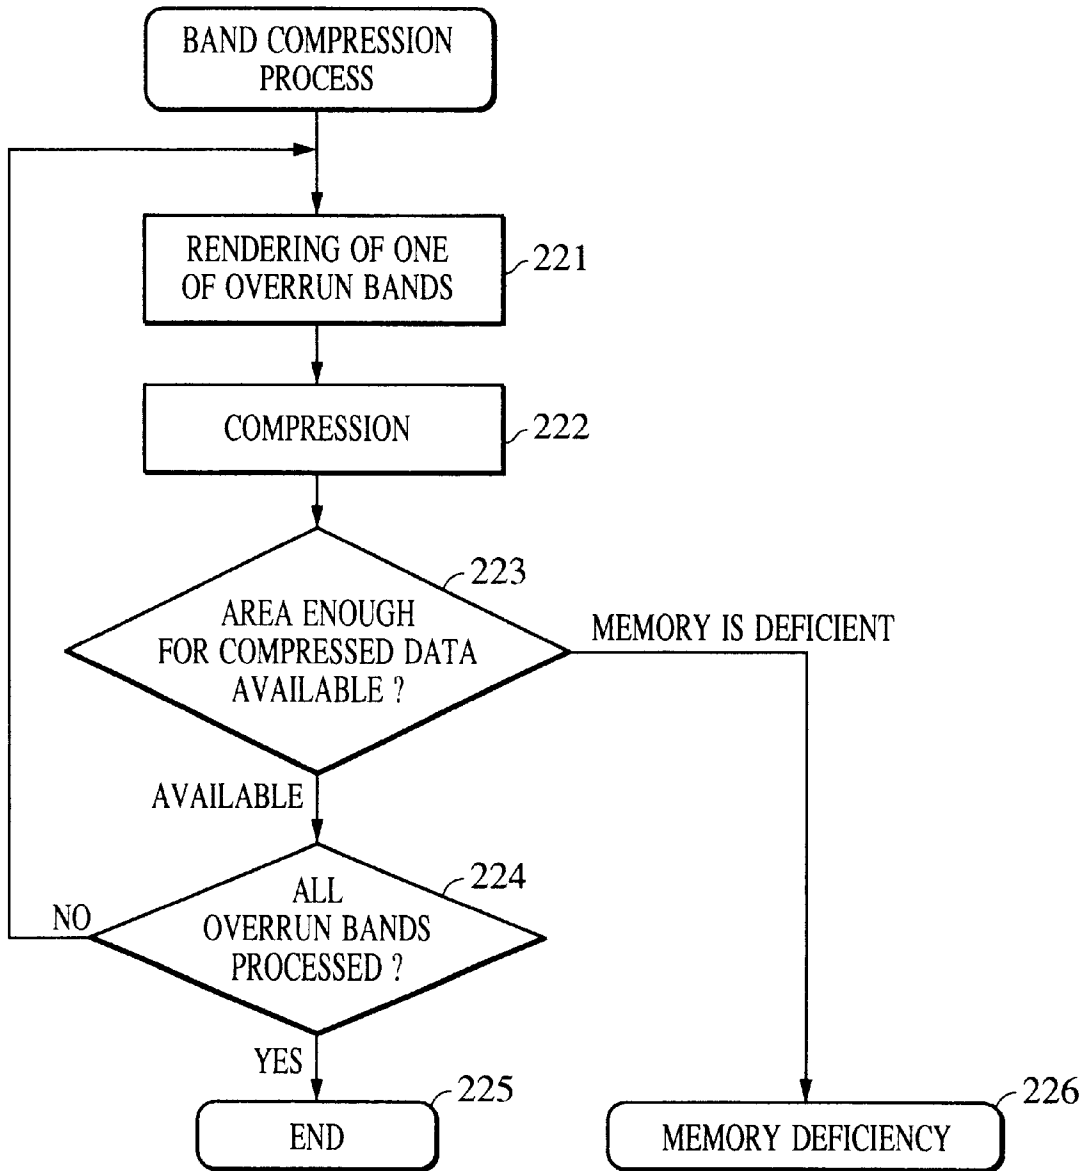 BAND COMPRESSION
PROCESS
RENDERING OF ONE
OF OVERRUN BANDS
221
COMPRESSION
222
223
AREA ENOUGH
FOR COMPRESSED DATA
AVAILABLE ?
MEMORY IS DEFICIENT
AVAILABLE
224
ALL
OVERRUN BANDS
PROCESSED ?
NO
YES
225
END
226
MEMORY DEFICIENCY